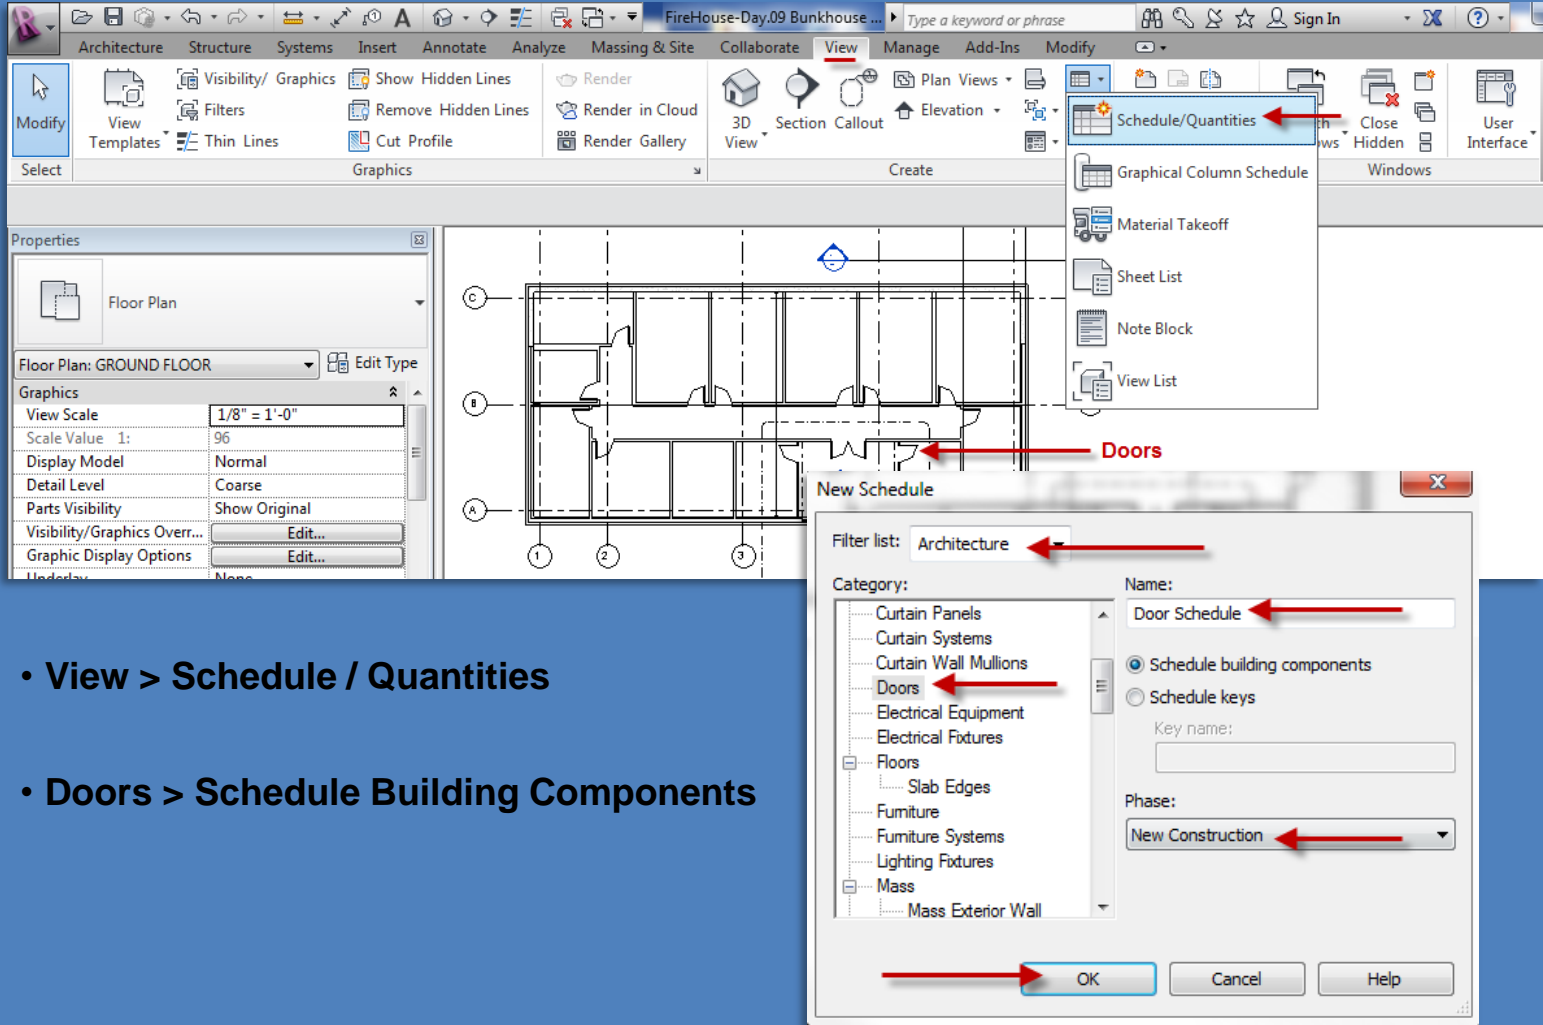 FireHouse-Day.09 Bunkhouse ... Type a keyword or phrase Sign In
Architecture Structure Systems Insert Annotate Analyze Massing & Site Collaborate View Manage Add-Ins Modify
Modify
View Templates
Visibility/ Graphics
Filters
Thin Lines
Show Hidden Lines
Remove Hidden Lines
Cut Profile
Render
Render in Cloud
Render Gallery
3D View
Section
Callout
Plan Views
Elevation
Close Hidden
User Interface
Select Graphics Create Windows
Schedule/Quantities
Graphical Column Schedule
Material Takeoff
Sheet List
Note Block
View List
Properties
Floor Plan
Floor Plan: GROUND FLOOR Edit Type
Graphics
View Scale 1/8" = 1'-0"
Scale Value 1: 96
Display Model Normal
Detail Level Coarse
Parts Visibility Show Original
Visibility/Graphics Overr... Edit...
Graphic Display Options Edit...
Underlay None
C
B
A
1 2 3
Doors
New Schedule
Filter list: Architecture
Category:
Curtain Panels
Curtain Systems
Curtain Wall Mullions
Doors
Electrical Equipment
Electrical Fixtures
Floors
Slab Edges
Furniture
Furniture Systems
Lighting Fixtures
Mass
Mass Exterior Wall
Name:
Door Schedule
Schedule building components
Schedule keys
Key name:
Phase:
New Construction
OK Cancel Help
• View > Schedule / Quantities
• Doors > Schedule Building Components